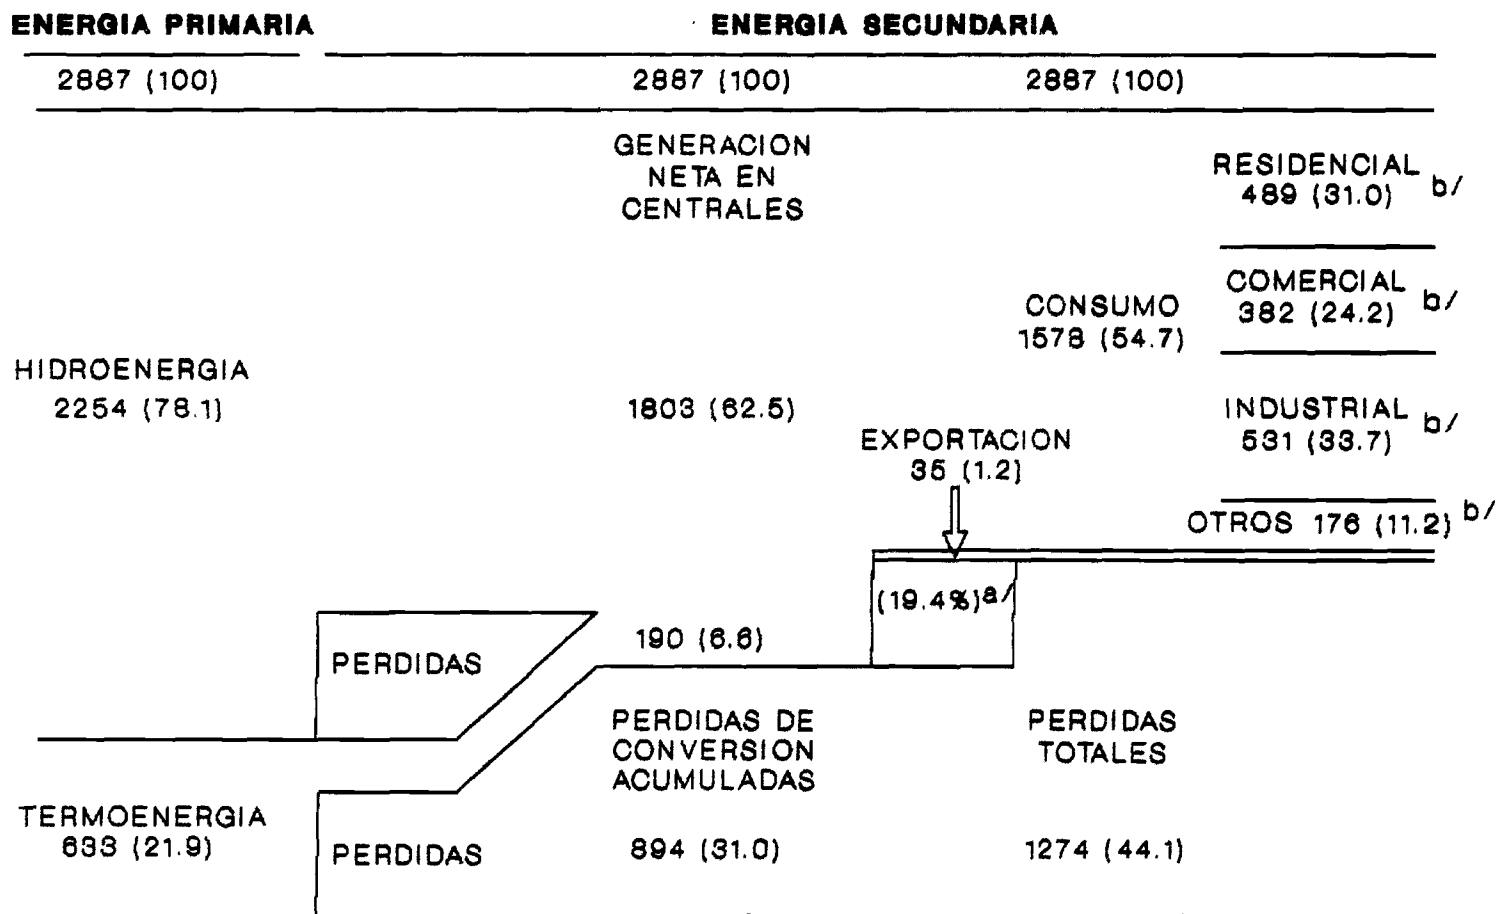 ENERGIA PRIMARIA
ENERGIA SECUNDARIA
2887 (100)
2887 (100)
2887 (100)
GENERACION
NETA EN
CENTRALES
RESIDENCIAL
489 (31.0) b/
COMERCIAL
382 (24.2) b/
CONSUMO
1578 (54.7)
HIDROENERGIA
2254 (78.1)
1803 (62.5)
INDUSTRIAL
531 (33.7) b/
EXPORTACION
35 (1.2)
OTROS 176 (11.2) b/
(19.4%)a/
190 (6.6)
PERDIDAS
PERDIDAS DE
CONVERSION
ACUMULADAS
PERDIDAS
TOTALES
TERMOENERGIA
633 (21.9)
PERDIDAS
894 (31.0)
1274 (44.1)